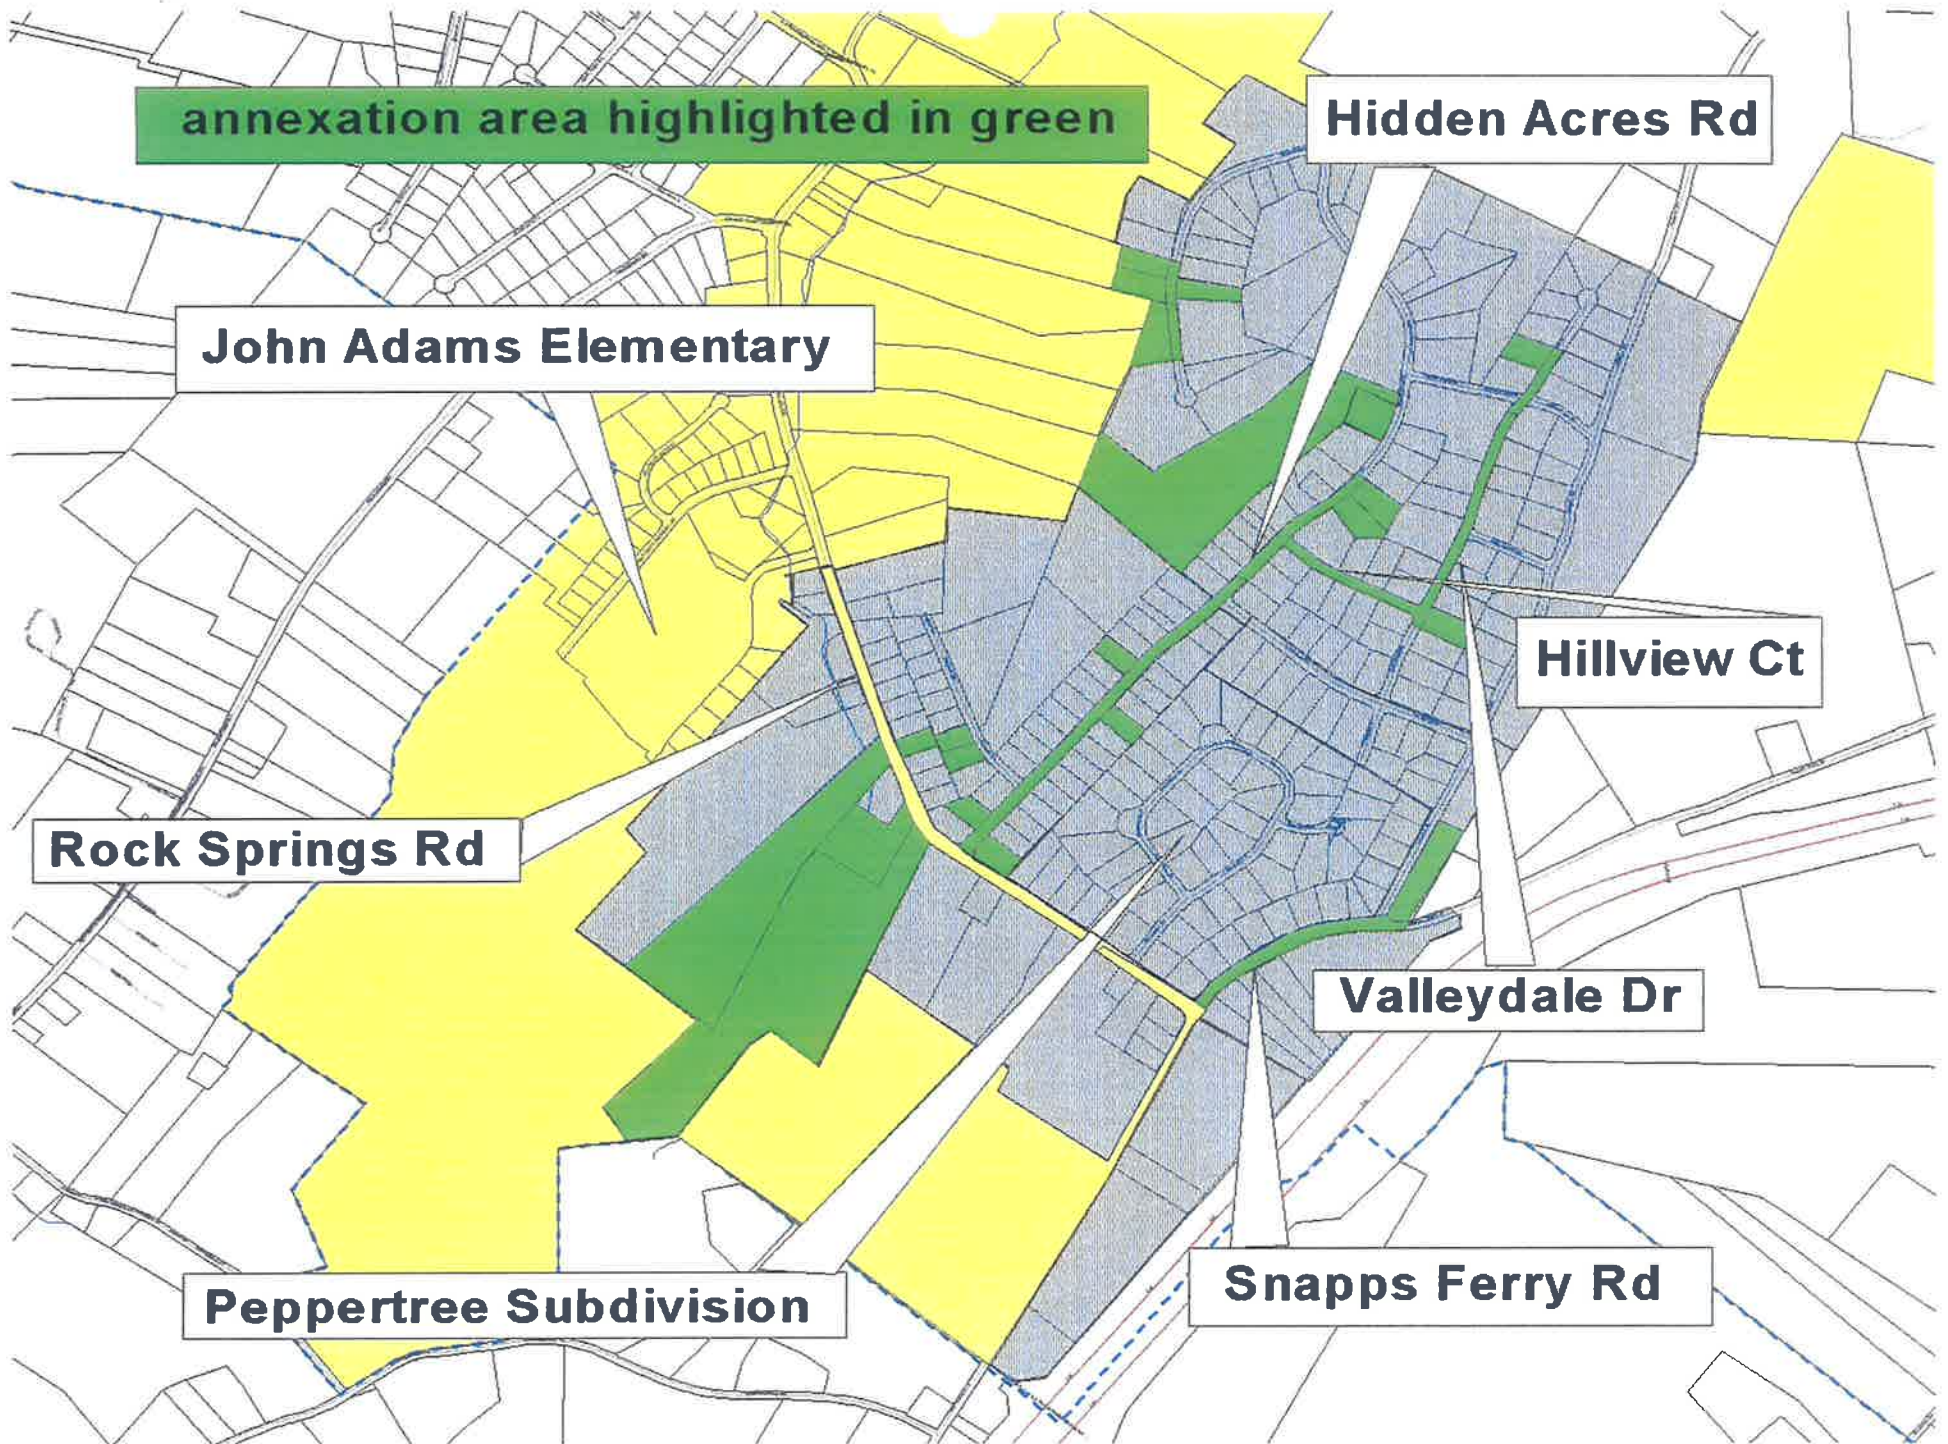 annexation area highlighted in green
Hidden Acres Rd
John Adams Elementary
Hillview Ct
Rock Springs Rd
Valleydale Dr
Snapps Ferry Rd
Peppertree Subdivision